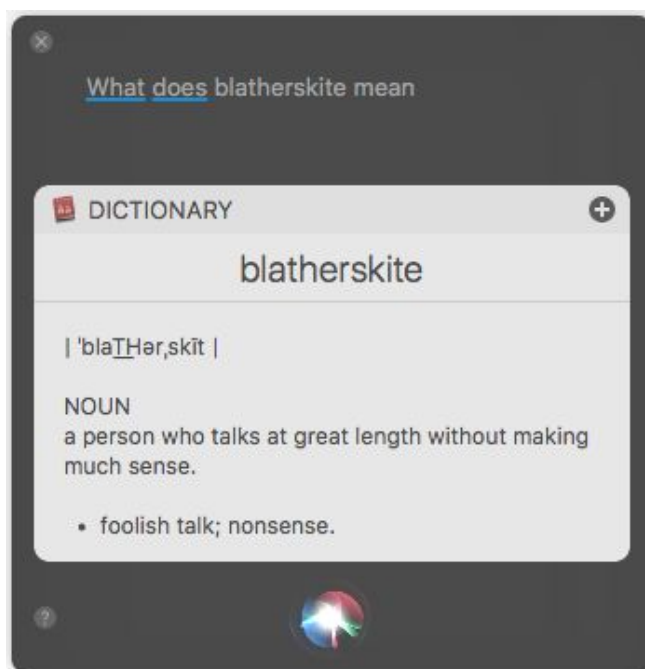 What does blatherskite mean
DICTIONARY
blatherskite
| ˈblaT͟Hərˌskīt |
NOUN
a person who talks at great length without making
much sense.
• foolish talk; nonsense.
?